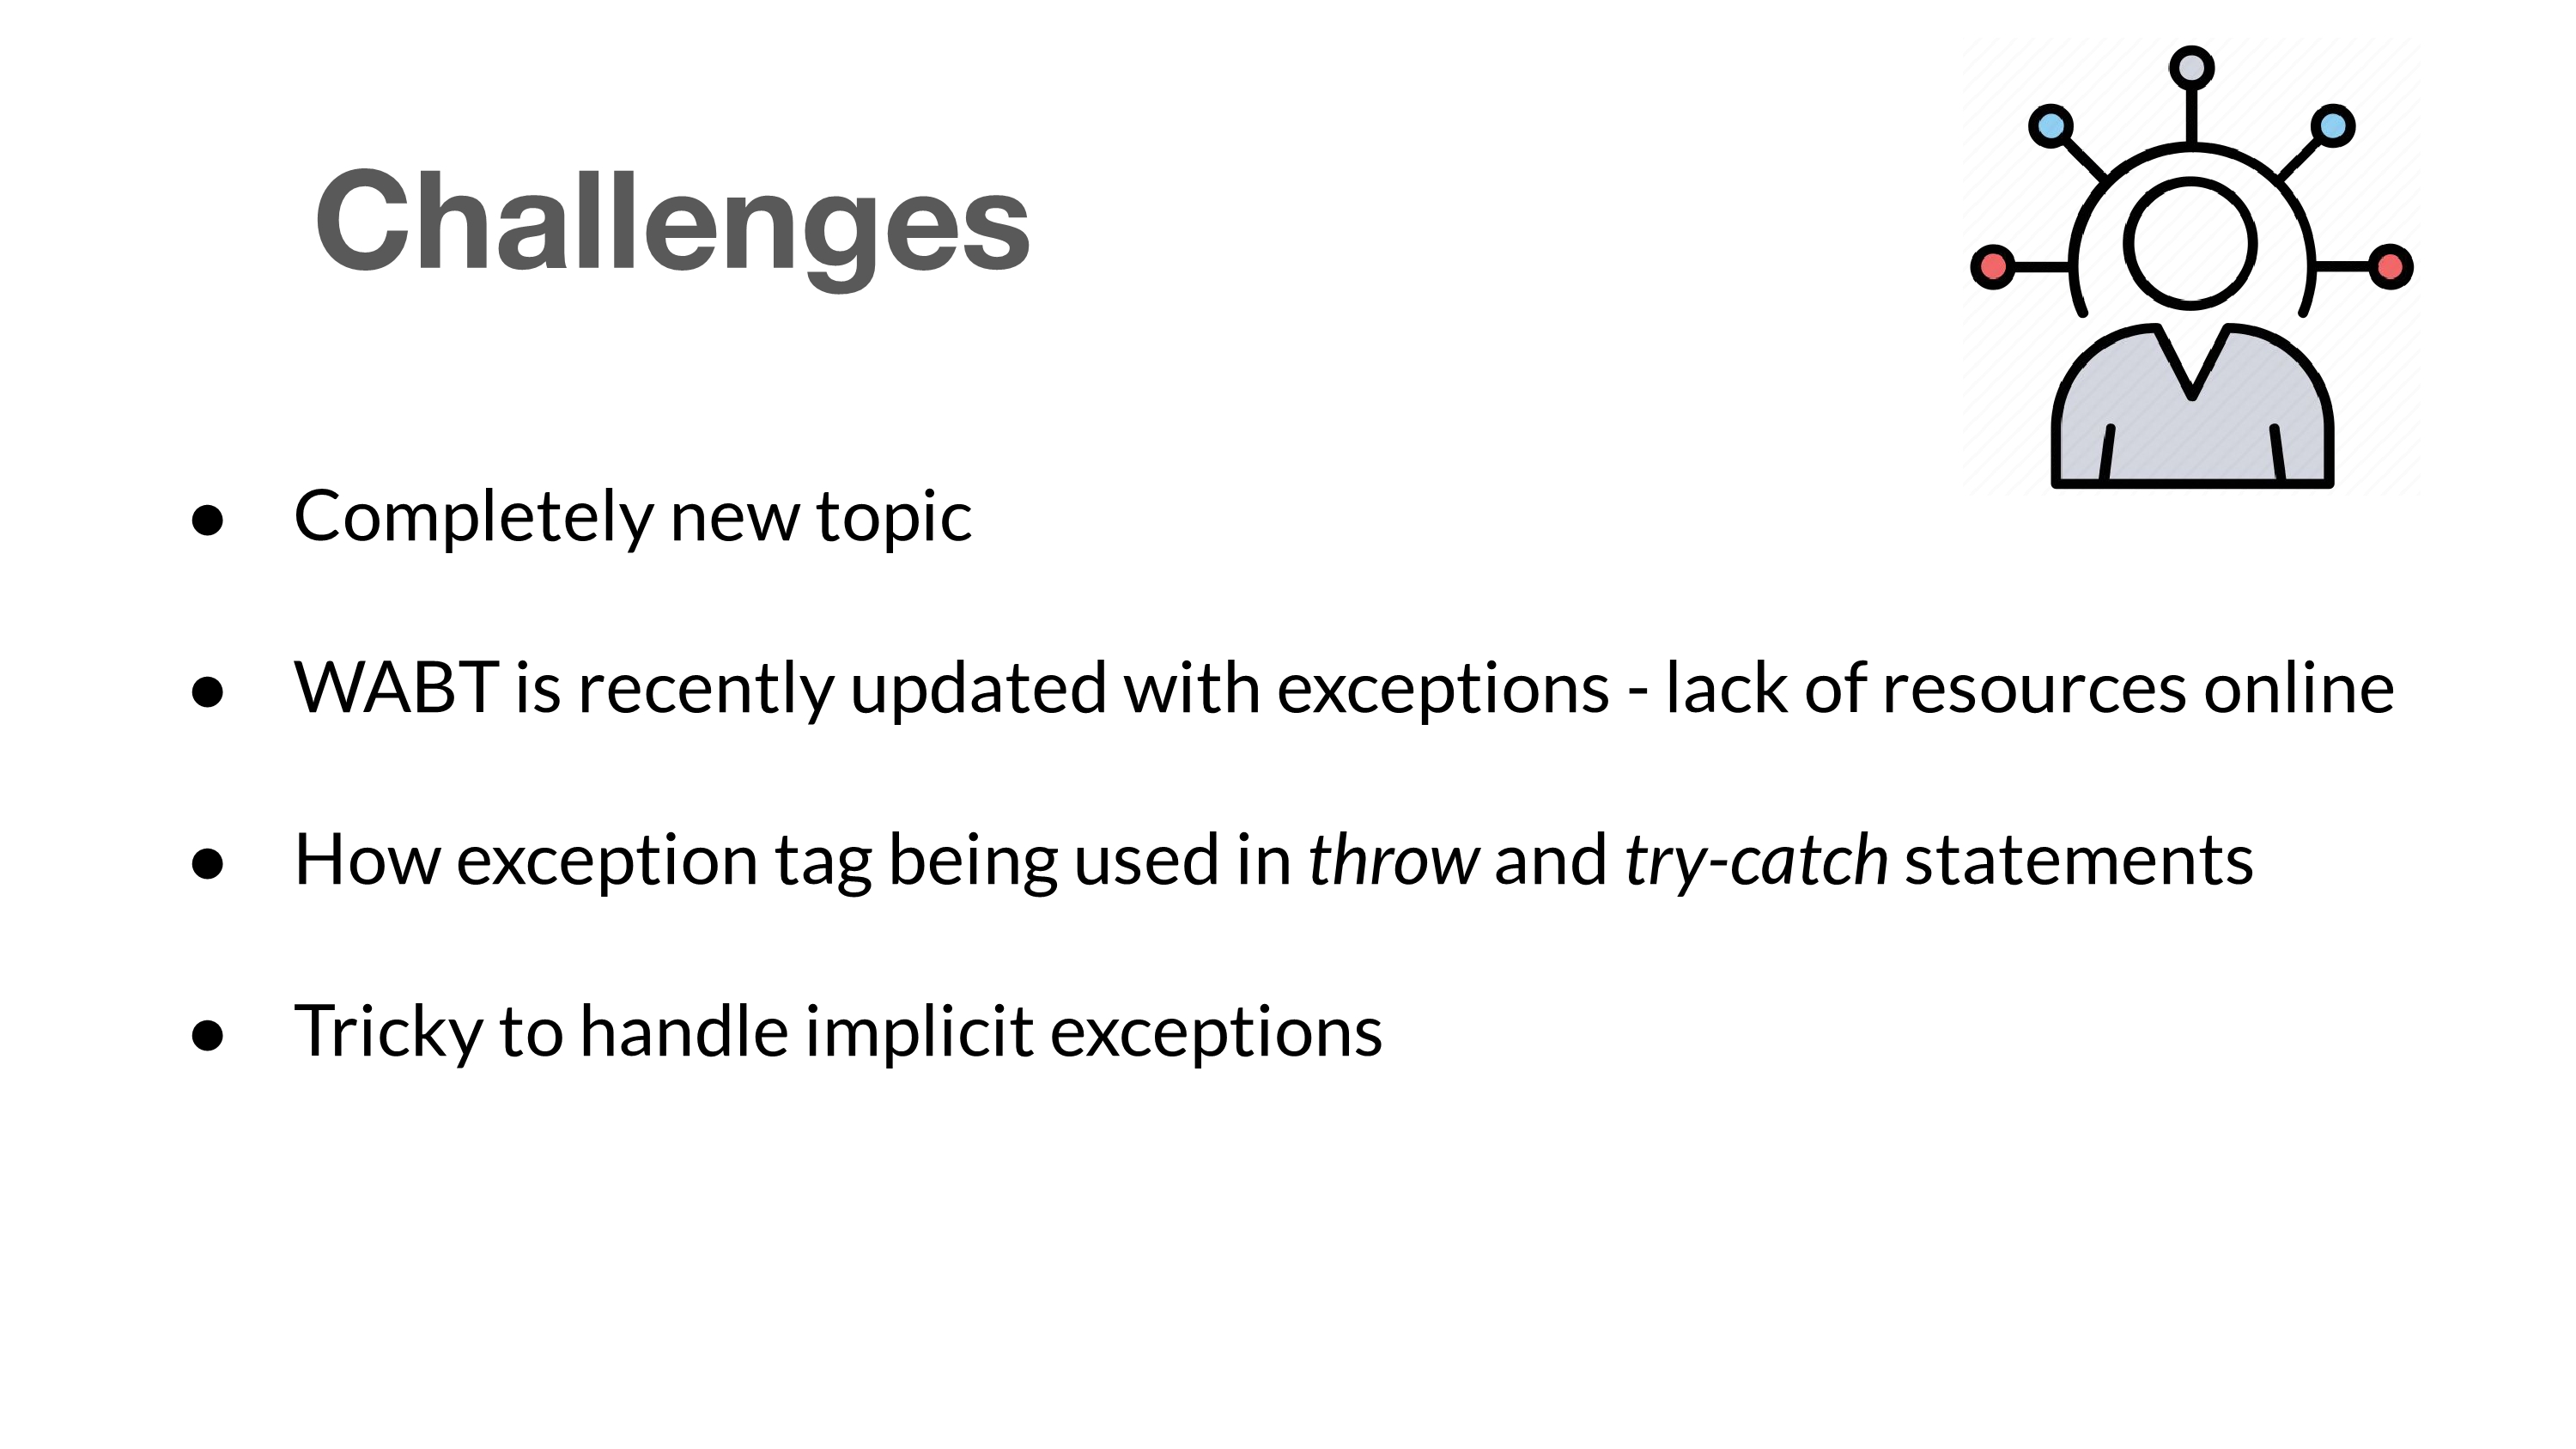 Challenges
● Completely new topic
● WABT is recently updated with exceptions - lack of resources online
● How exception tag being used in throw and try-catch statements
● Tricky to handle implicit exceptions